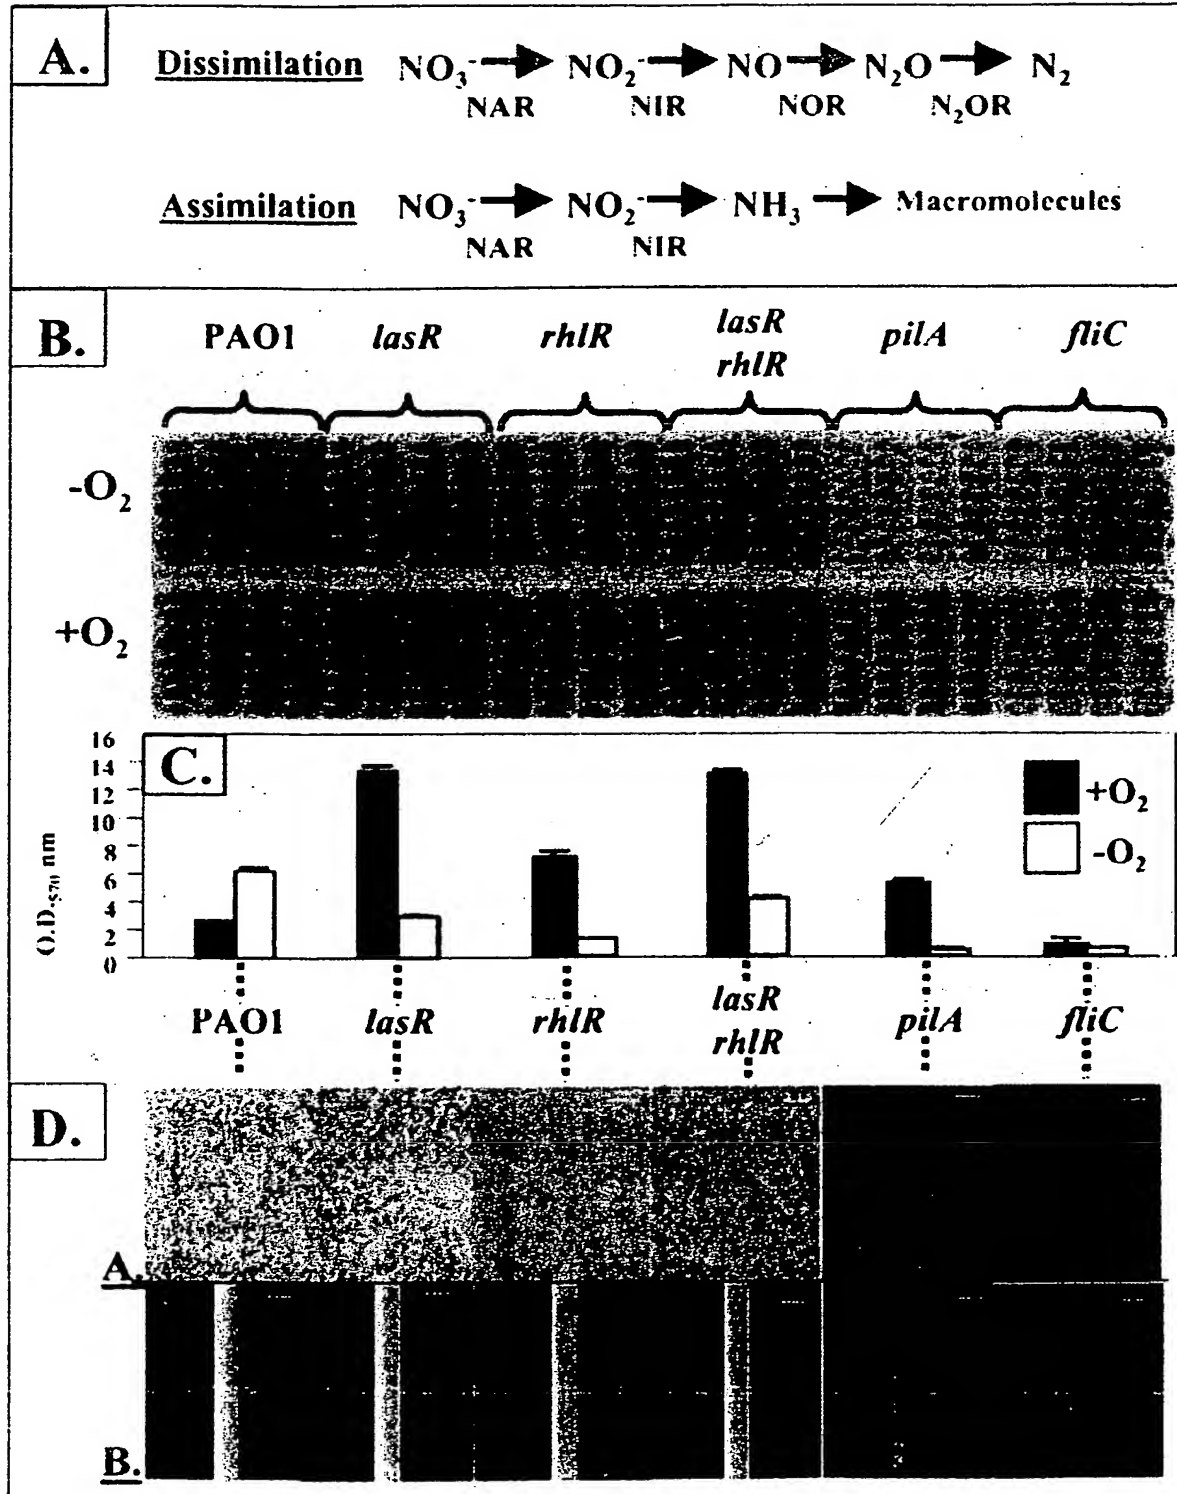 A.
Dissimilation NO3- NO2- NO N2O N2
NAR NIR NOR N2OR
Assimilation NO3- NO2- NH3 Macromolecules
NAR NIR
B.
PAO1 lasR rhlR lasR rhlR pilA fliC
-O2
+O2
C.
16
14
12
10
8
6
4
2
0
O.D.570 nm
+O2
-O2
PAO1 lasR rhlR lasR rhlR pilA fliC
D.
A.
B.